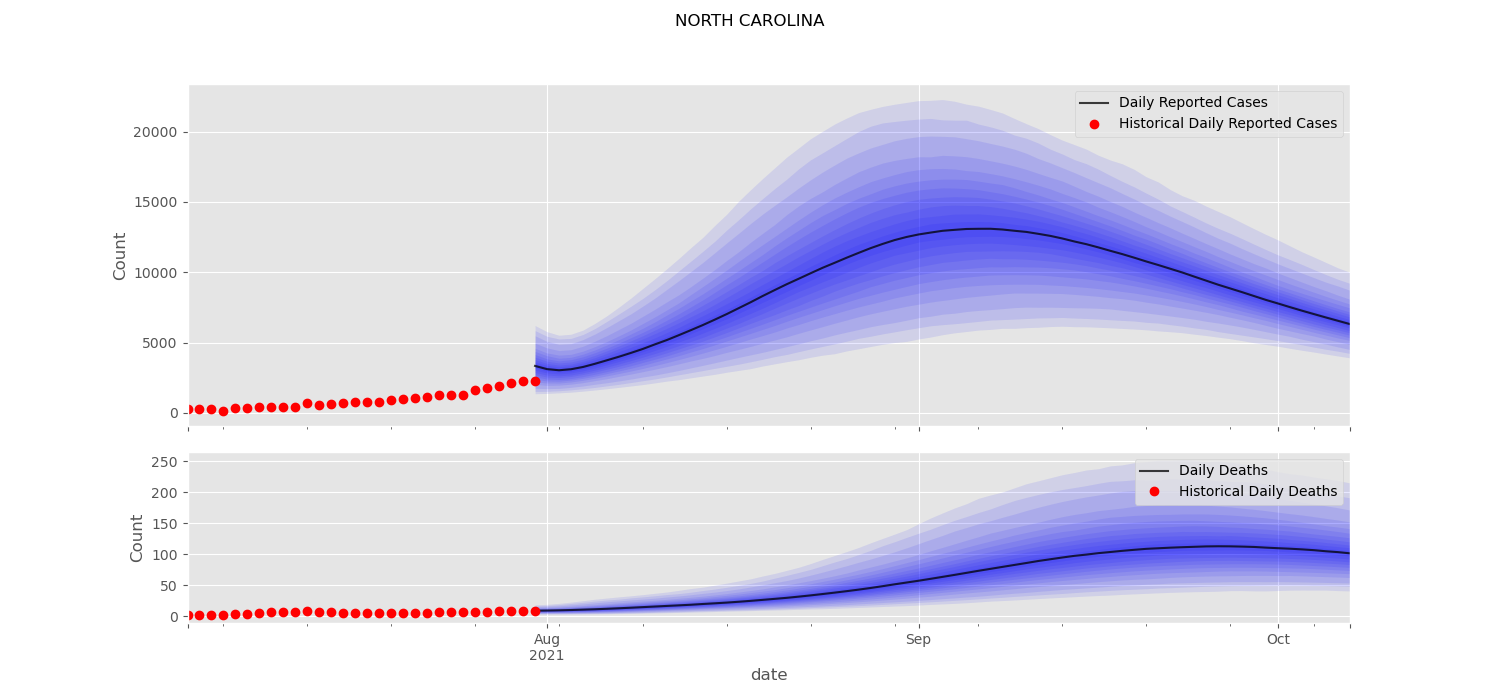 NORTH CAROLINA
Daily Reported Cases
Historical Daily Reported Cases
20000
15000
10000
5000
0
Count
Daily Deaths
Historical Daily Deaths
250
200
150
100
50
0
Count
Aug
2021
Sep
Oct
date